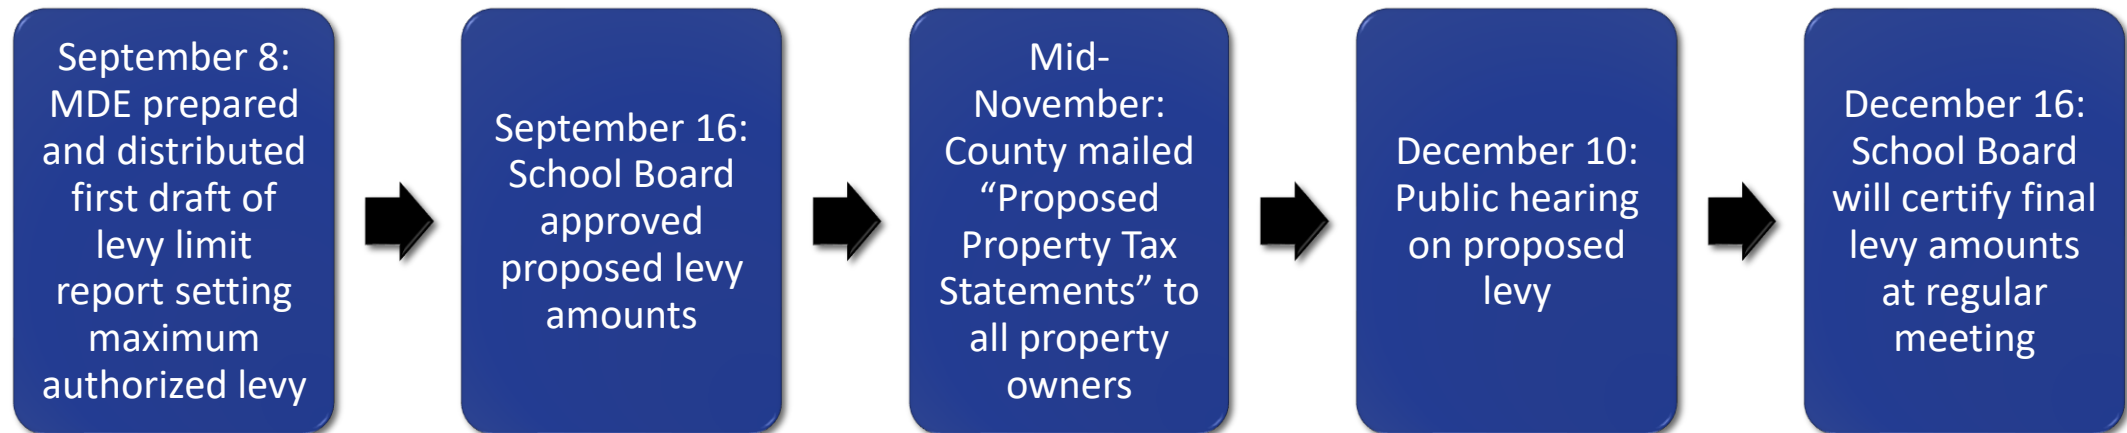 September 8:
MDE prepared
and distributed
first draft of
levy limit
report setting
maximum
authorized levy
September 16:
School Board
approved
proposed levy
amounts
Mid-
November:
County mailed
“Proposed
Property Tax
Statements” to
all property
owners
December 10:
Public hearing
on proposed
levy
December 16:
School Board
will certify final
levy amounts
at regular
meeting